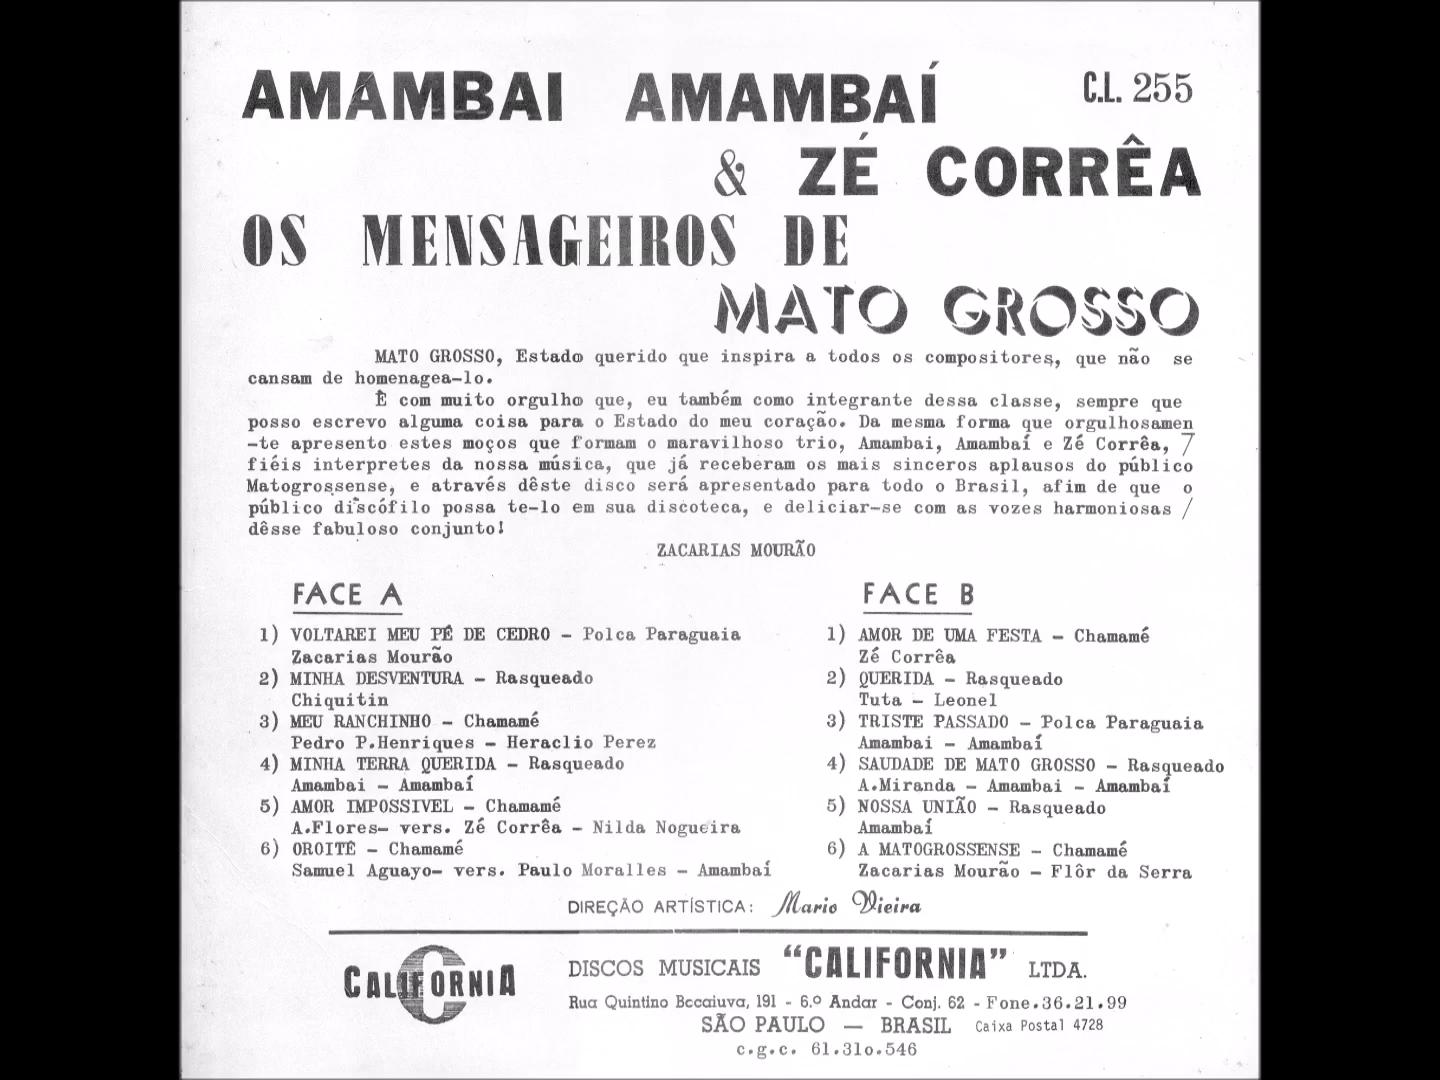 AMAMBAI AMAMBAÍ C.L. 255
& ZÉ CORRÊA
OS MENSAGEIROS DE
MATO GROSSO
MATO GROSSO, Estado querido que inspira a todos os compositores, que não se
cansam de homenagea-lo.
Ê com muito orgulho que, eu também como integrante dessa classe, sempre que
posso escrevo alguma coisa para o Estado do meu coração. Da mesma forma que orgulhosamen
-te apresento estes moços que formam o maravilhoso trio, Amambai, Amambaí e Zé Corrêa, /
fiéis interpretes da nossa música, que já receberam os mais sinceros aplausos do público
Matogrossense, e através dêste disco será apresentado para todo o Brasil, afim de que o
público discófilo possa te-lo em sua discoteca, e deliciar-se com as vozes harmoniosas /
dêsse fabuloso conjunto!
ZACARIAS MOURÃO
FACE A
1) VOLTAREI MEU PÊ DE CEDRO - Polca Paraguaia
Zacarias Mourão
2) MINHA DESVENTURA - Rasqueado
Chiquitin
3) MEU RANCHINHO - Chamamé
Pedro P.Henriques - Heraclio Perez
4) MINHA TERRA QUERIDA - Rasqueado
Amambai - Amambaí
5) AMOR IMPOSSIVEL - Chamamé
A.Flores- vers. Zé Corrêa - Nilda Nogueira
6) OROITÊ - Chamamé
Samuel Aguayo- vers. Paulo Moralles - Amambaí
FACE B
1) AMOR DE UMA FESTA - Chamamé
Zé Corrêa
2) QUERIDA - Rasqueado
Tuta - Leonel
3) TRISTE PASSADO - Polca Paraguaia
Amambai - Amambaí
4) SAUDADE DE MATO GROSSO - Rasqueado
A.Miranda - Amambai - Amambaí
5) NOSSA UNIÃO - Rasqueado
Amambaí
6) A MATOGROSSENSE - Chamamé
Zacarias Mourão - Flôr da Serra
DIREÇÃO ARTÍSTICA: Mario Vieira
CALIFORNIA
DISCOS MUSICAIS "CALIFORNIA" LTDA.
Rua Quintino Bocaiuva, 191 - 6.º Andar - Conj. 62 - Fone.36.21.99
SÃO PAULO — BRASIL Caixa Postal 4728
c.g.c. 61.310.546